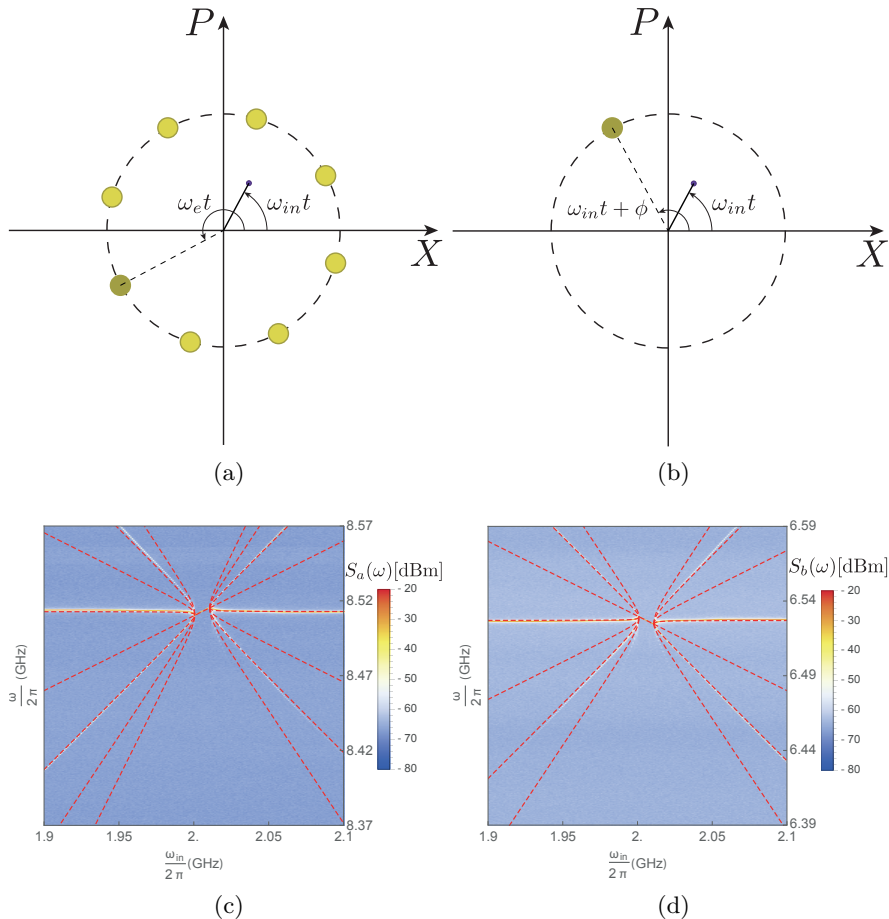 P
X
ω_e t
ω_in t
(a)
P
X
ω_in t + ϕ
ω_in t
(b)
S_a(ω)[dBm]
- 20
- 30
- 40
- 50
- 60
- 70
- 80
8.57
8.52
8.47
8.42
8.37
ω/2π (GHz)
1.9
1.95
2.
2.05
2.1
ω_in/2π (GHz)
(c)
S_b(ω)[dBm]
- 20
- 30
- 40
- 50
- 60
- 70
- 80
6.59
6.54
6.49
6.44
6.39
ω/2π (GHz)
1.9
1.95
2.
2.05
2.1
ω_in/2π (GHz)
(d)